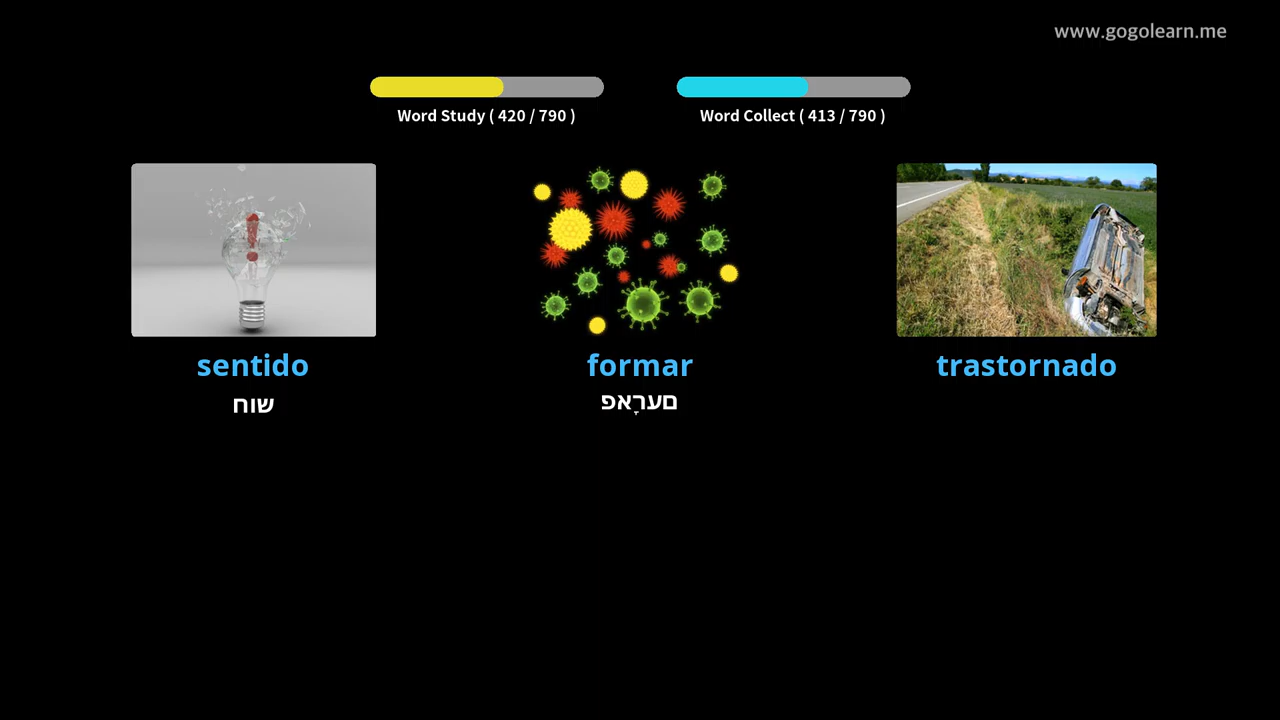 www.gogolearn.me
Word Study ( 420 / 790 )
Word Collect ( 413 / 790 )
sentido
formar
trastornado
שוח
םערָאפ